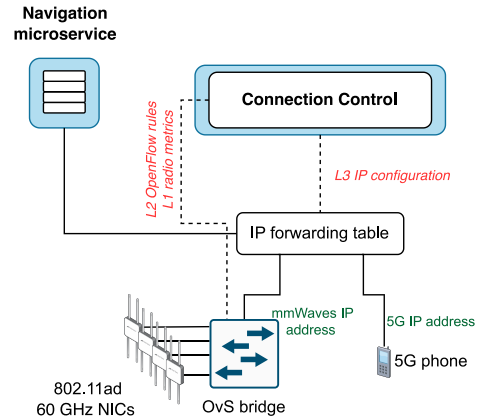 Navigation
microservice
Connection Control
L2 OpenFlow rules
L1 radio metrics
L3 IP configuration
IP forwarding table
mmWaves IP
address
5G IP address
5G phone
802.11ad
60 GHz NICs
OvS bridge